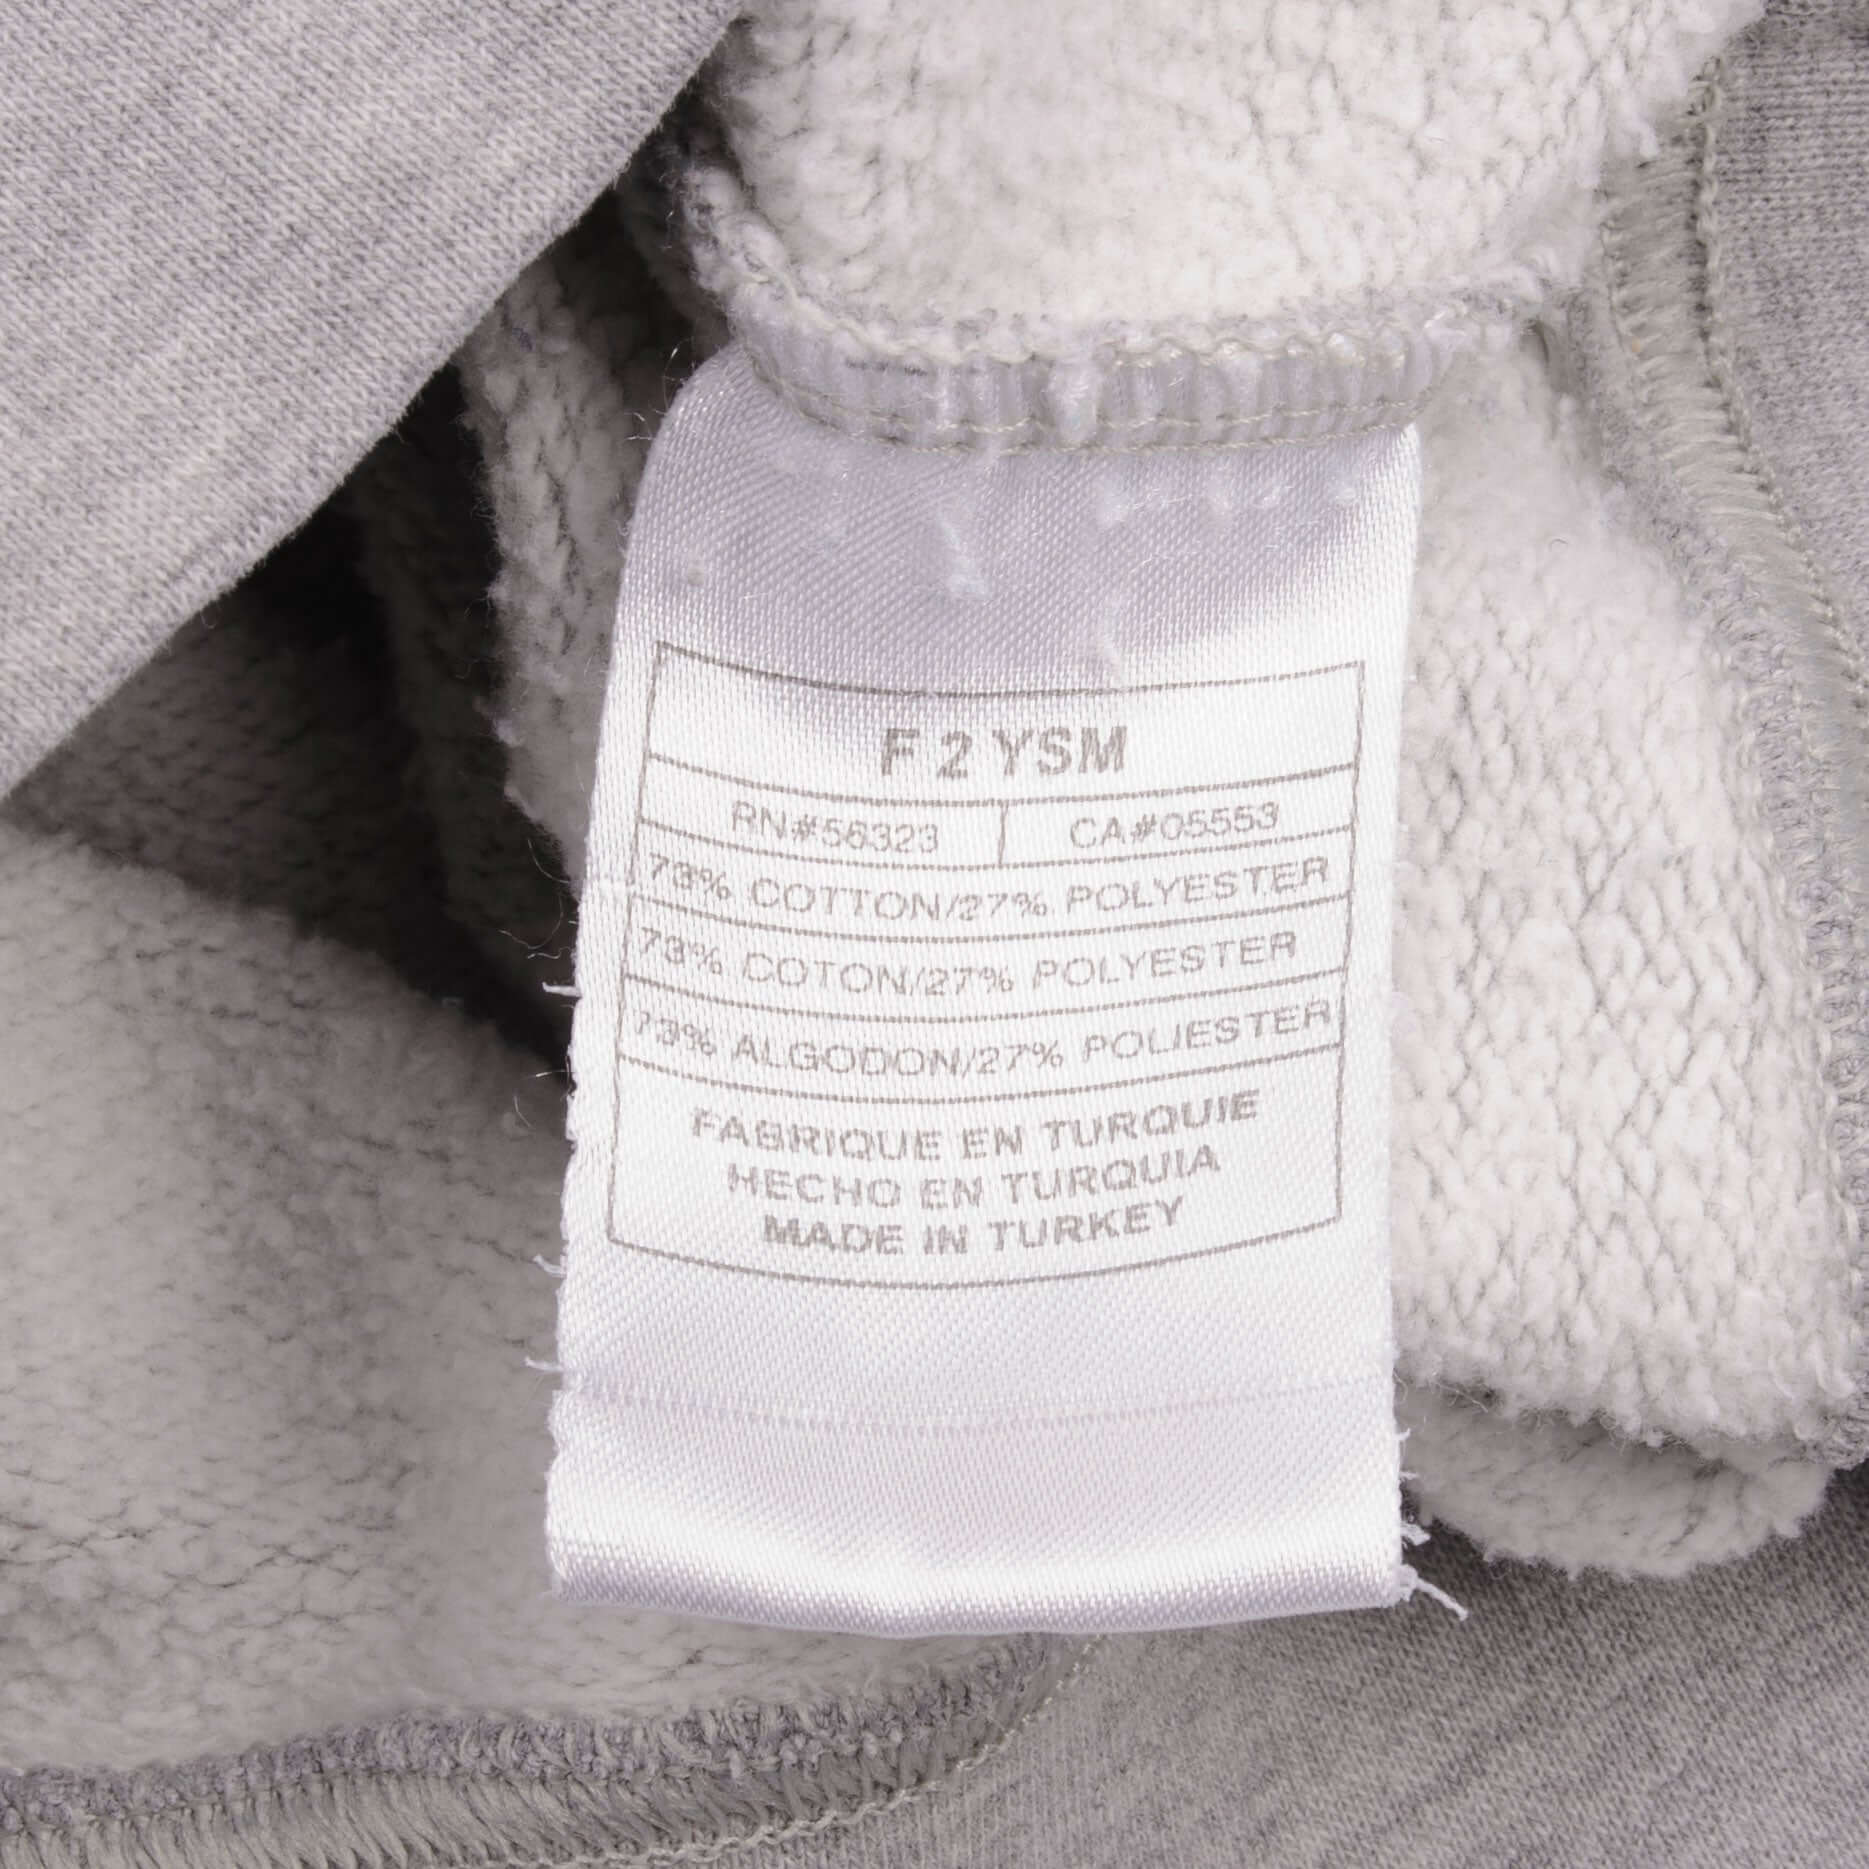 F 2 YSM
RN#56323 CA#05553
73% COTTON/27% POLYESTER
73% COTON/27% POLYESTER
73% ALGODON/27% POLIESTER
FABRIQUE EN TURQUIE
HECHO EN TURQUIA
MADE IN TURKEY